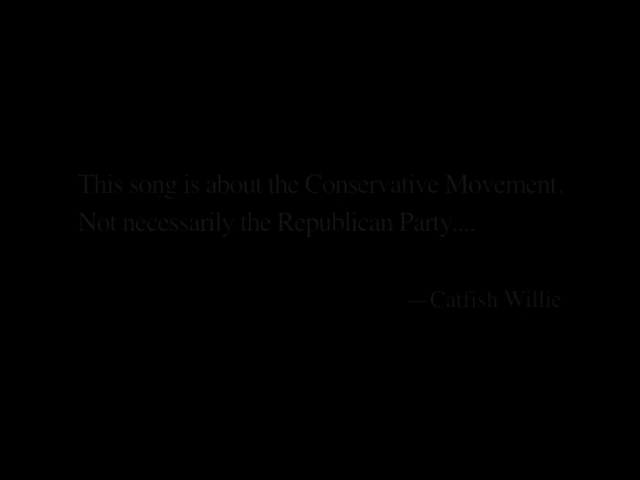 This song is about the Conservative Movement.
Not necessarily the Republican Party....
—Catfish Willie